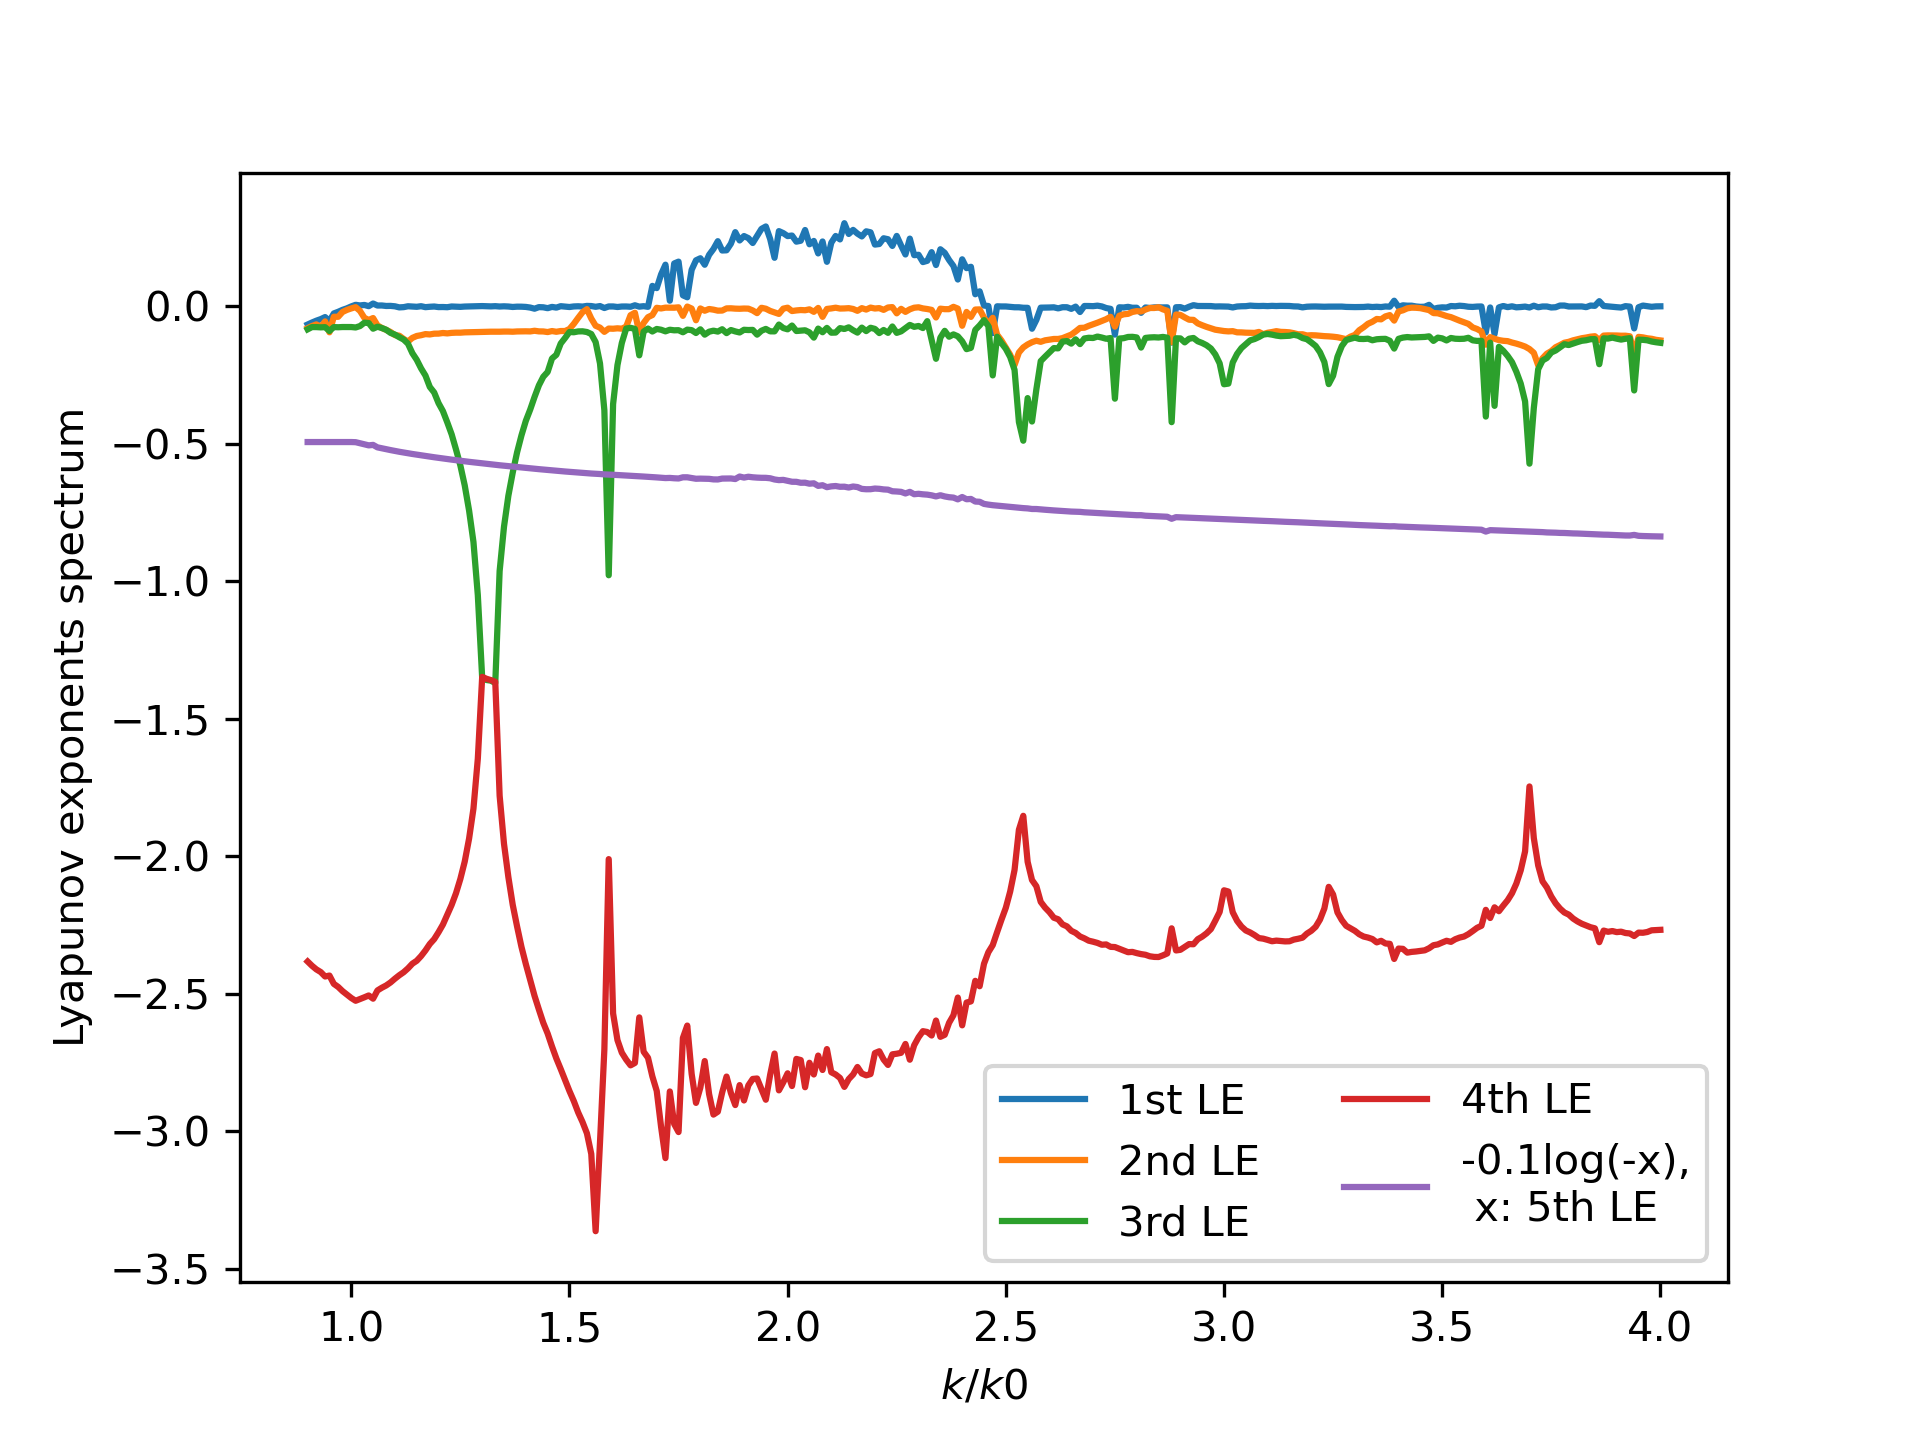 Lyapunov exponents spectrum
0.0
−0.5
−1.0
−1.5
−2.0
−2.5
−3.0
−3.5
1.0 1.5 2.0 2.5 3.0 3.5 4.0
k/k0
1st LE
2nd LE
3rd LE
4th LE
-0.1log(-x),
x: 5th LE